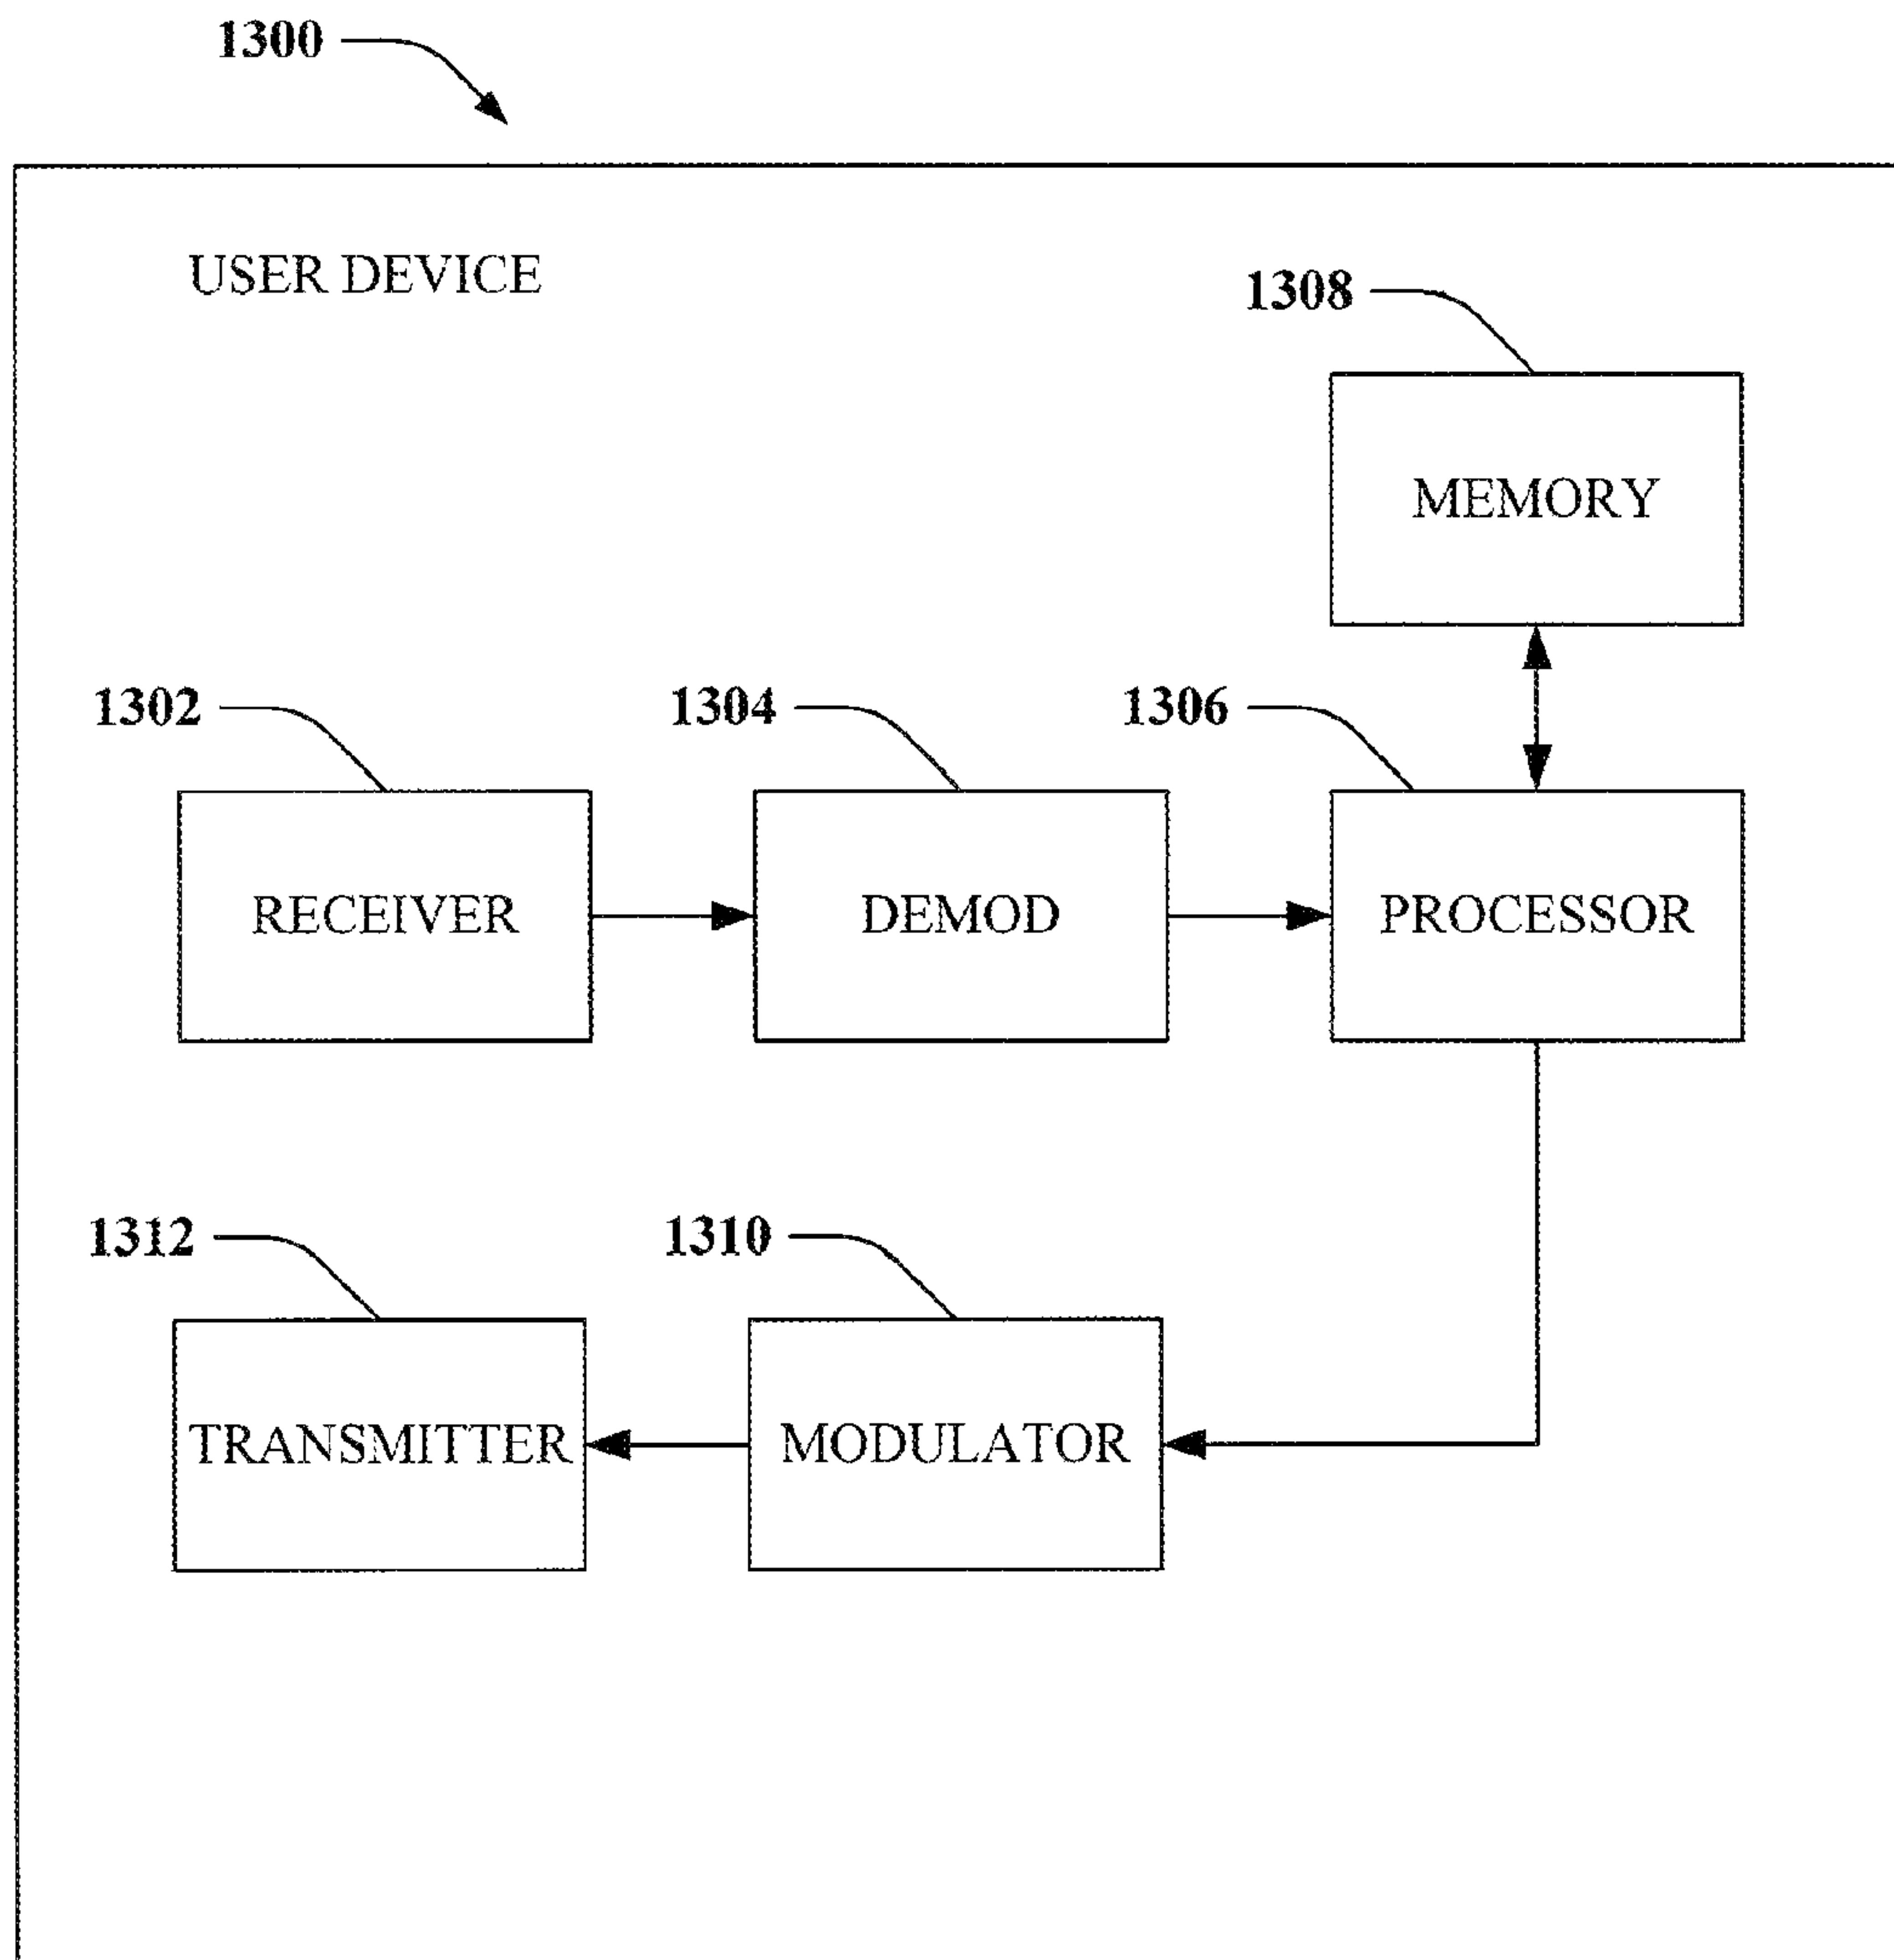 1300
USER DEVICE
1308
MEMORY
1302 1304 1306
RECEIVER DEMOD PROCESSOR
1312 1310
TRANSMITTER MODULATOR